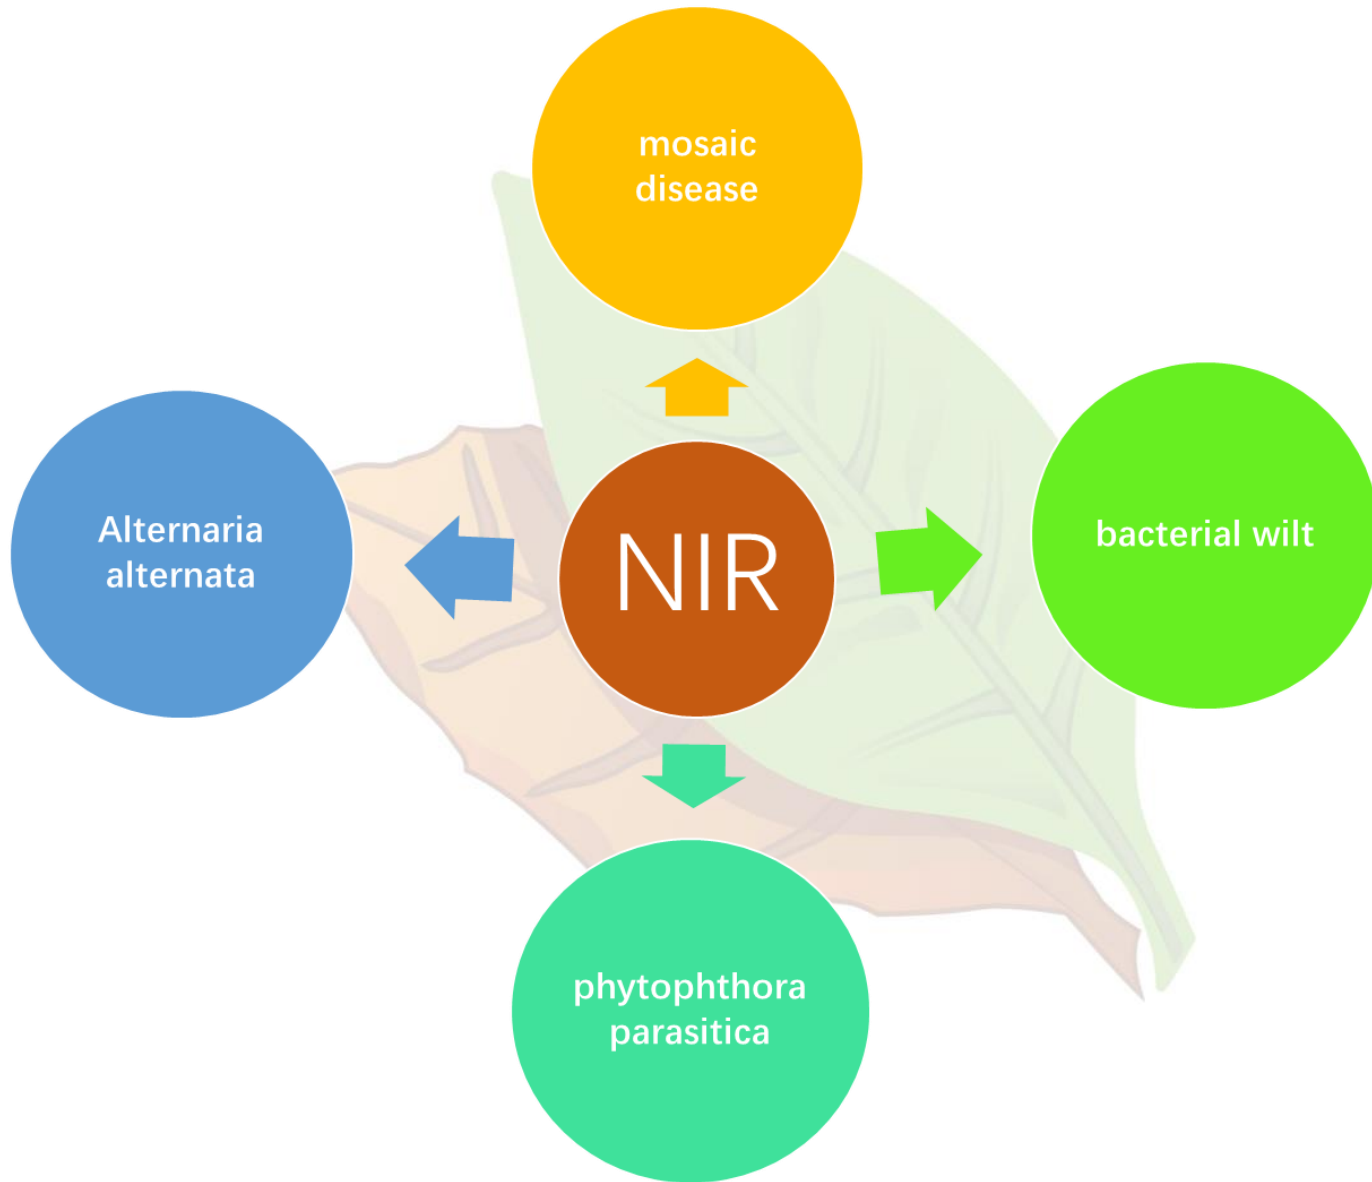 mosaic
disease
Alternaria
alternata
NIR
bacterial wilt
phytophthora
parasitica